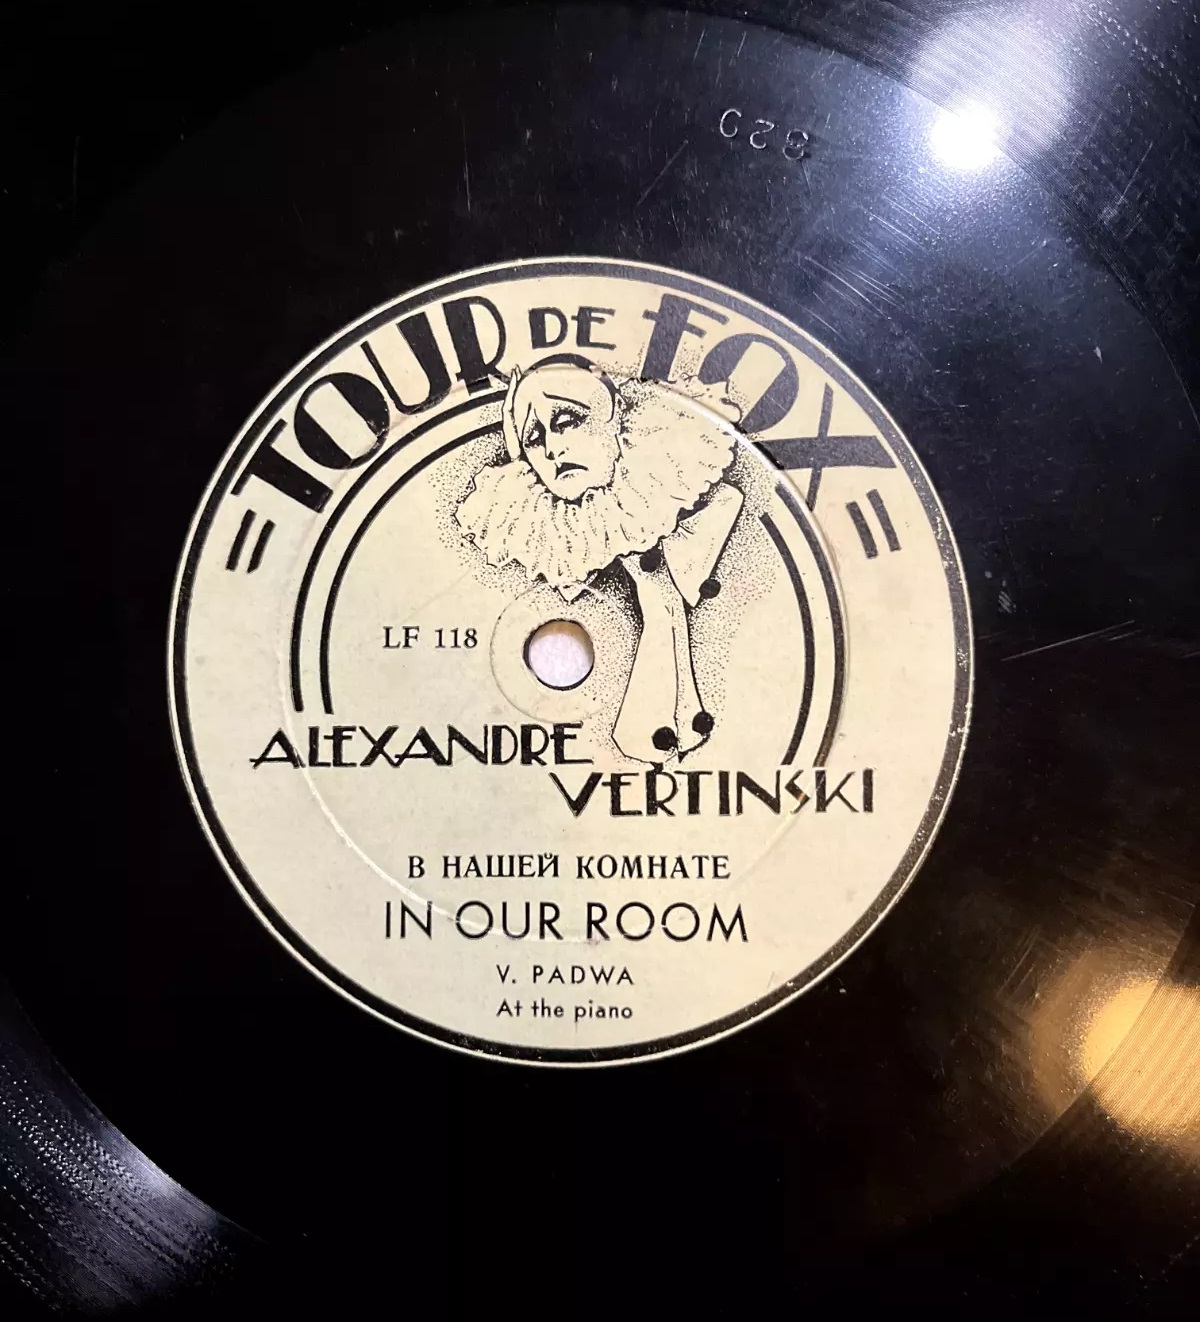 TOUR DE FOX
LF 118
ALEXANDRE
VERTINSKI
В НАШЕЙ КОМНАТЕ
IN OUR ROOM
V. PADWA
At the piano